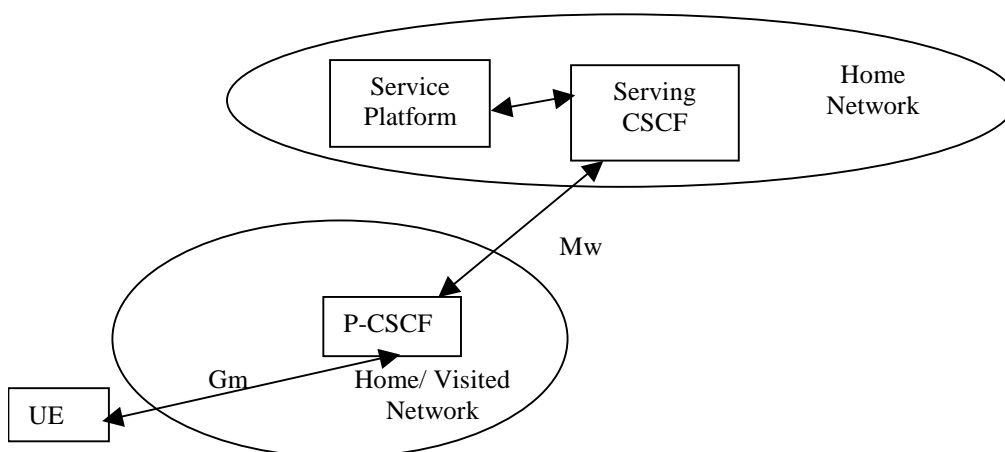 Service
Platform
Serving
CSCF
Home
Network
Mw
P-CSCF
Gm
Home/ Visited
Network
UE